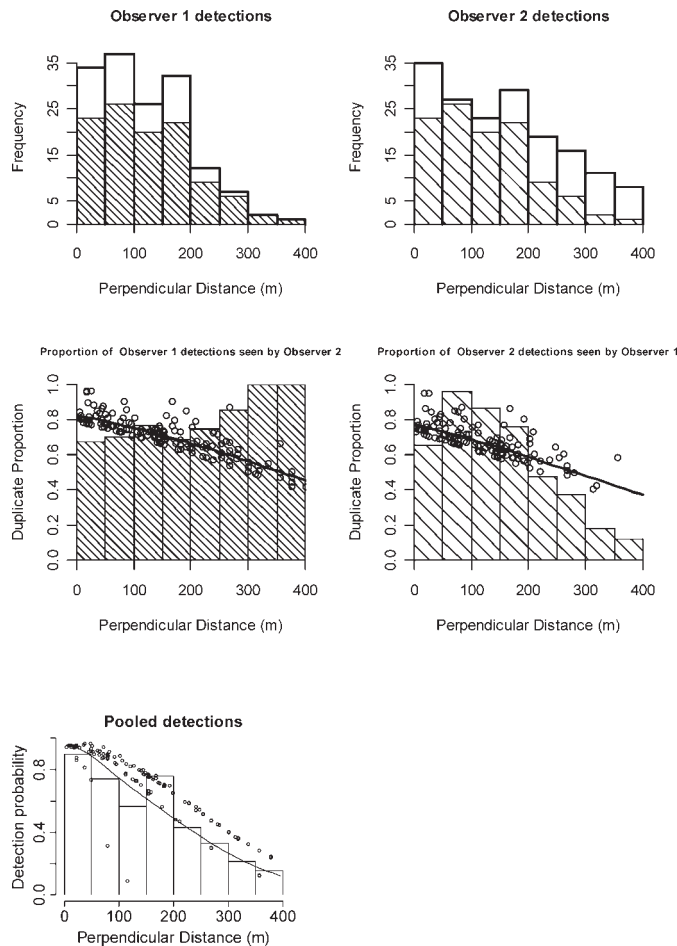 Observer 1 detections
35
25
15
5
0
Frequency
0 100 200 300 400
Perpendicular Distance (m)
Observer 2 detections
35
25
15
5
0
Frequency
0 100 200 300 400
Perpendicular Distance (m)
Proportion of Observer 1 detections seen by Observer 2
1.0
0.8
0.6
0.4
0.2
0.0
Duplicate Proportion
0 100 200 300 400
Perpendicular Distance (m)
Proportion of Observer 2 detections seen by Observer 1
1.0
0.8
0.6
0.4
0.2
0.0
Duplicate Proportion
0 100 200 300 400
Perpendicular Distance (m)
Pooled detections
0.8
0.4
0.0
Detection probability
0 100 200 300 400
Perpendicular Distance (m)